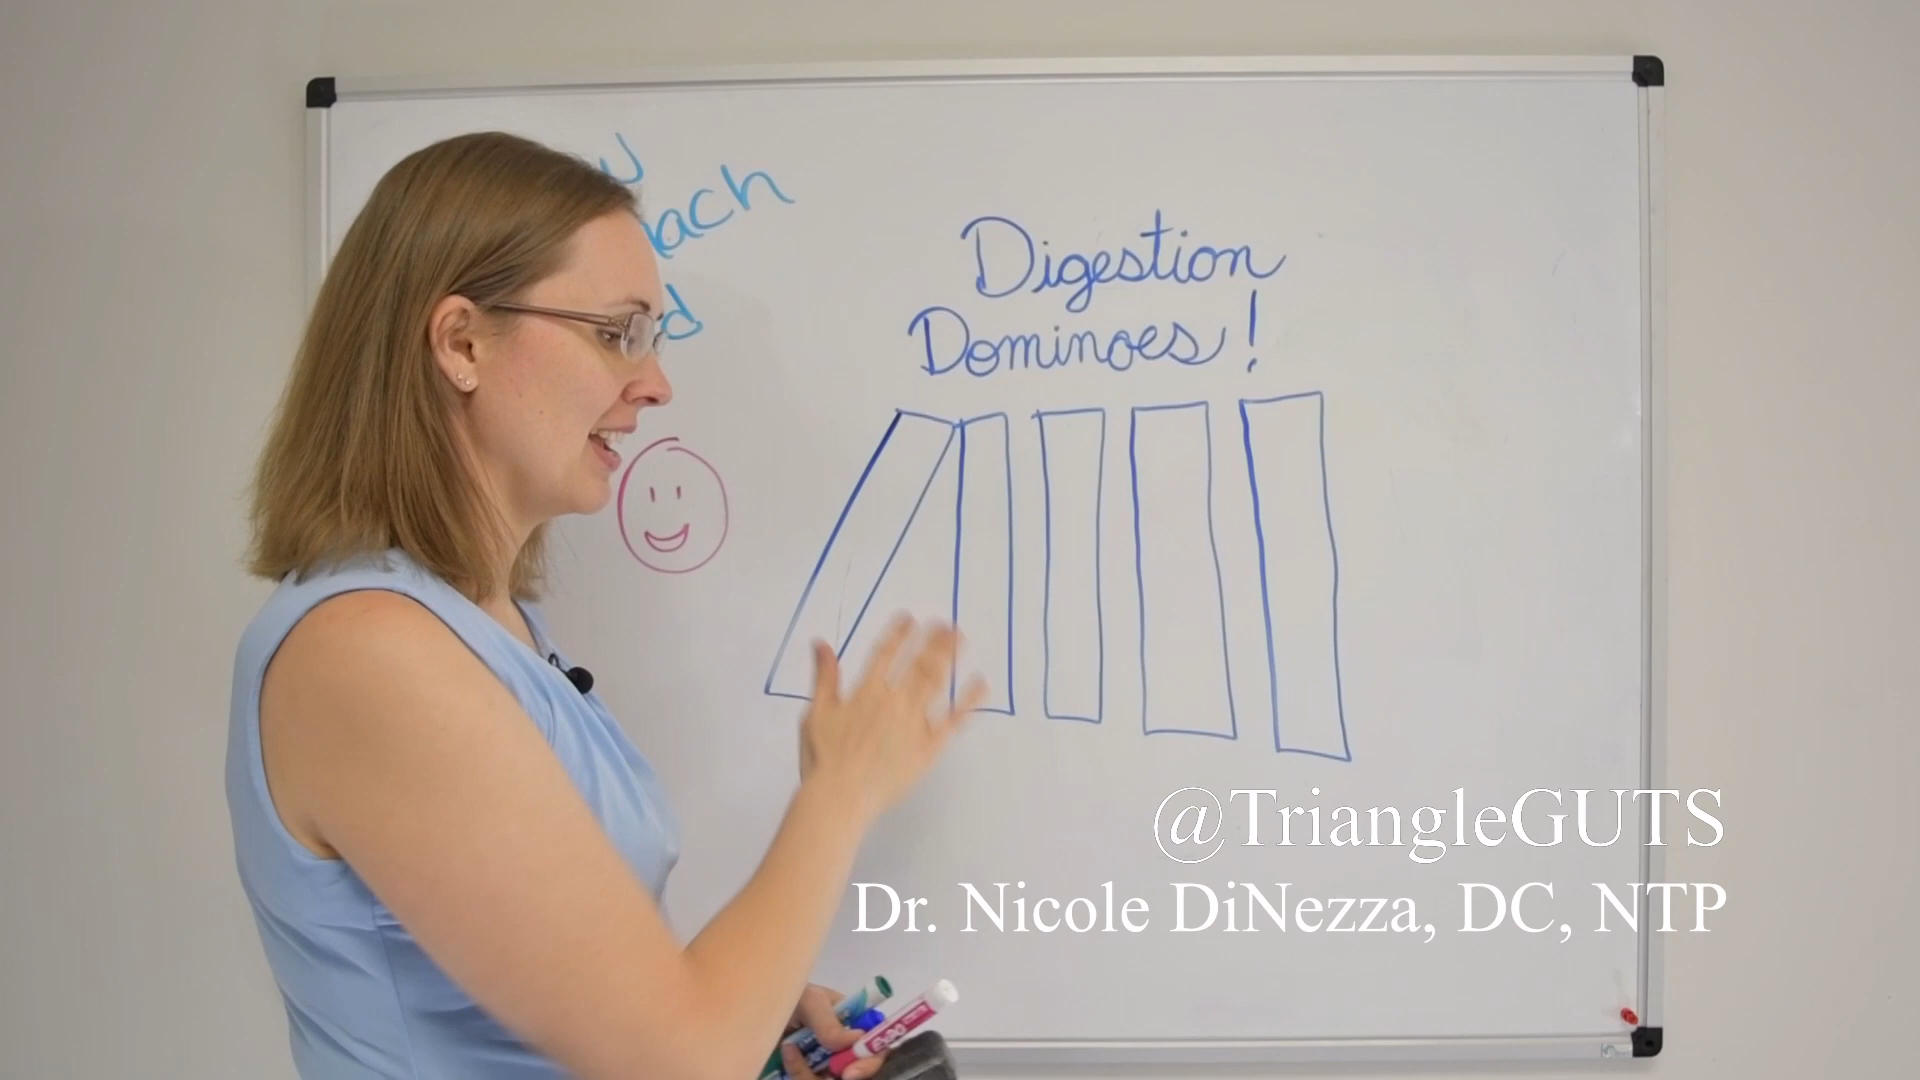 Digestion
Dominoes!
@TriangleGUTS
Dr. Nicole DiNezza, DC, NTP